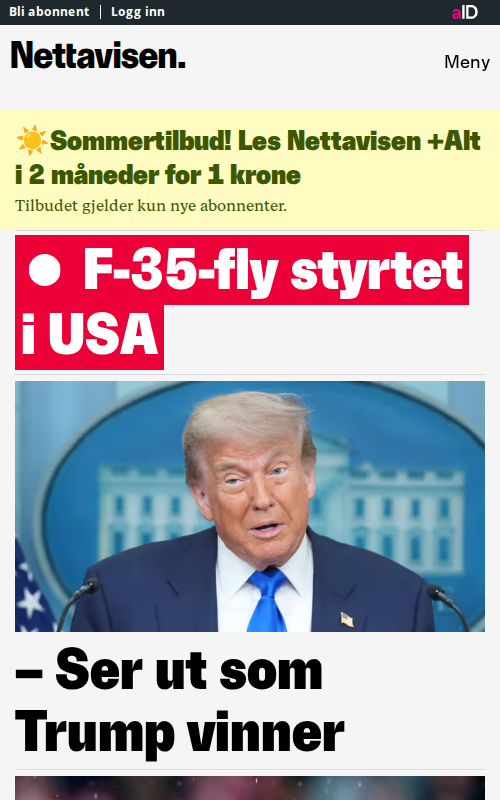 Bli abonnent
Logg inn
aID
Nettavisen.
Meny
☀️Sommertilbud! Les Nettavisen +Alt
i 2 måneder for 1 krone
Tilbudet gjelder kun nye abonnenter.
● F-35-fly styrtet
i USA
– Ser ut som
Trump vinner